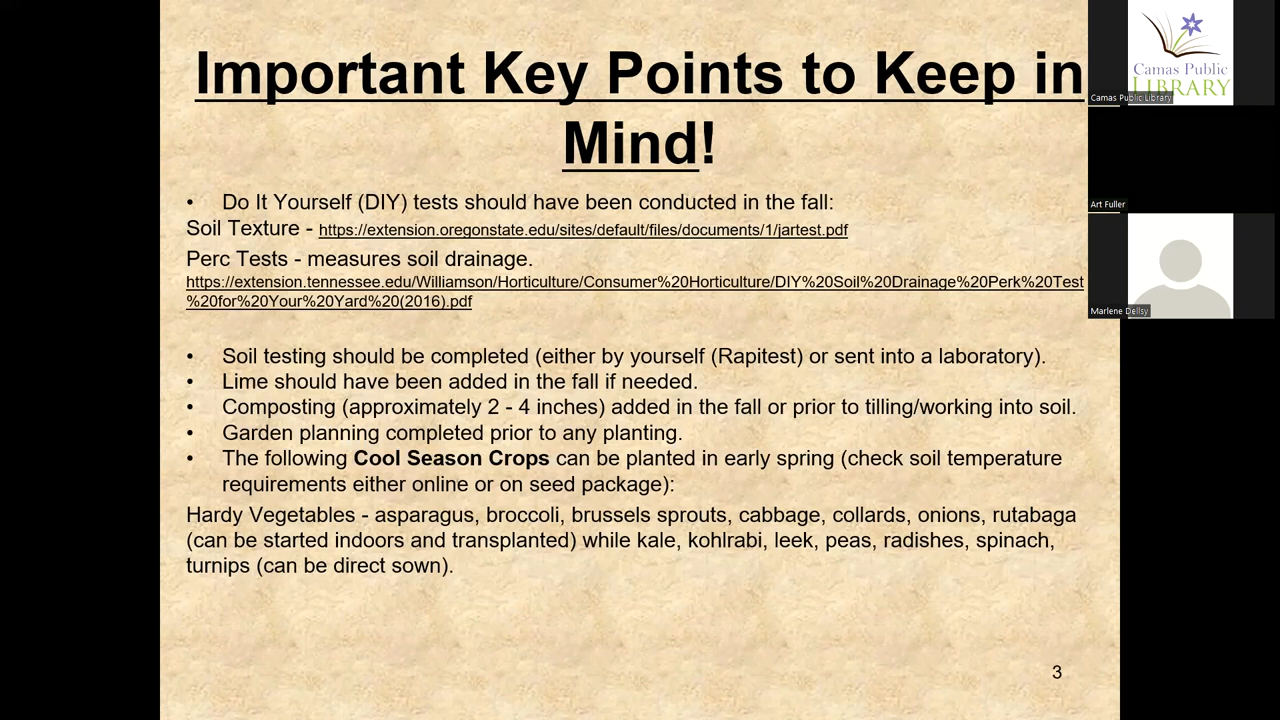 Important Key Points to Keep in
Mind!
• Do It Yourself (DIY) tests should have been conducted in the fall:
Soil Texture - https://extension.oregonstate.edu/sites/default/files/documents/1/jartest.pdf
Perc Tests - measures soil drainage.
https://extension.tennessee.edu/Williamson/Horticulture/Consumer%20Horticulture/DIY%20Soil%20Drainage%20Perk%20Test
%20for%20Your%20Yard%20(2016).pdf
• Soil testing should be completed (either by yourself (Rapitest) or sent into a laboratory).
• Lime should have been added in the fall if needed.
• Composting (approximately 2 - 4 inches) added in the fall or prior to tilling/working into soil.
• Garden planning completed prior to any planting.
• The following Cool Season Crops can be planted in early spring (check soil temperature
requirements either online or on seed package):
Hardy Vegetables - asparagus, broccoli, brussels sprouts, cabbage, collards, onions, rutabaga
(can be started indoors and transplanted) while kale, kohlrabi, leek, peas, radishes, spinach,
turnips (can be direct sown).
3
Camas Public
LIBRARY
Camas Public Library
Art Fuller
Marlene Dellsy